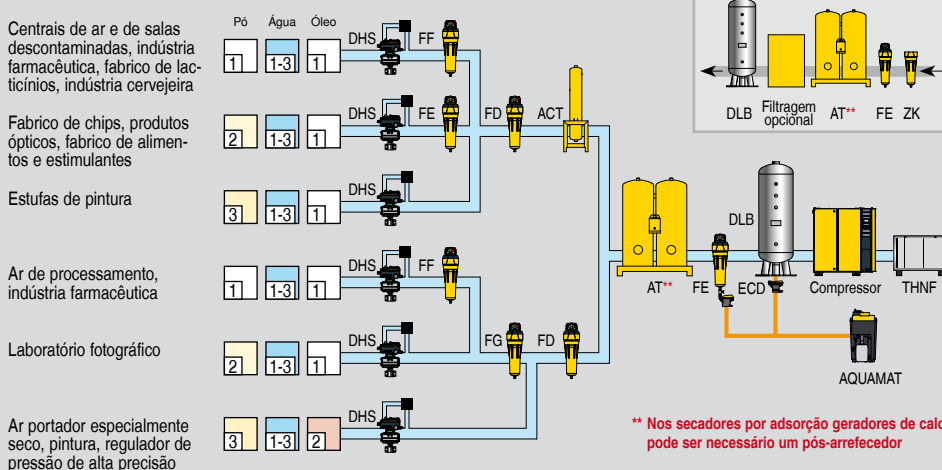 Pó Água Óleo
Centrais de ar e de salas
descontaminadas, indústria
farmacêutica, fabrico de lac-
ticínios, indústria cervejeira
1 1-3 1 DHS FF
Fabrico de chips, produtos
ópticos, fabrico de alimen-
tos e estimulantes
2 1-3 1 DHS FE FD ACT
Estufas de pintura
3 1-3 1 DHS
Ar de processamento,
indústria farmacêutica
1 1-3 1 DHS FF
Laboratório fotográfico
2 1-3 1 DHS FG FD
Ar portador especialmente
seco, pintura, regulador de
pressão de alta precisão
3 1-3 2 DHS
DLB Filtragem
opcional AT** FE ZK
DLB
AT** FE ECD Compressor THNF
AQUAMAT
** Nos secadores por adsorção geradores de calo
pode ser necessário um pós-arrefecedor